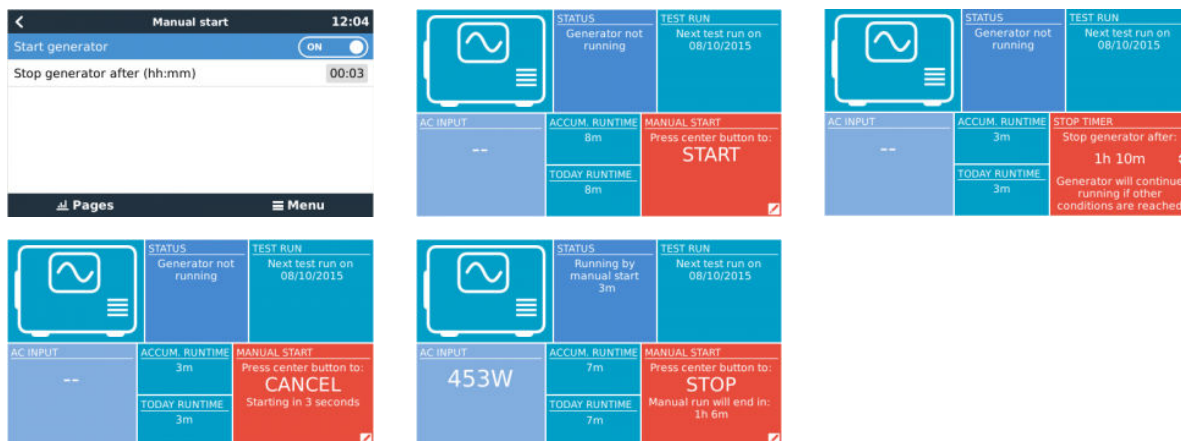 Manual start 12:04
Start generator ON
Stop generator after (hh:mm) 00:03
Pages Menu
STATUS
Generator not
running
TEST RUN
Next test run on
08/10/2015
AC INPUT
--
ACCUM. RUNTIME
8m
TODAY RUNTIME
8m
MANUAL START
Press center button to:
START
STATUS
Generator not
running
TEST RUN
Next test run on
08/10/2015
AC INPUT
--
ACCUM. RUNTIME
3m
TODAY RUNTIME
3m
STOP TIMER
Stop generator after:
1h 10m
Generator will continue
running if other
conditions are reached
STATUS
Generator not
running
TEST RUN
Next test run on
08/10/2015
AC INPUT
--
ACCUM. RUNTIME
3m
TODAY RUNTIME
3m
MANUAL START
Press center button to:
CANCEL
Starting in 3 seconds
STATUS
Running by
manual start
3m
TEST RUN
Next test run on
08/10/2015
AC INPUT
453W
ACCUM. RUNTIME
7m
TODAY RUNTIME
7m
MANUAL START
Press center button to:
STOP
Manual run will end in:
1h 6m